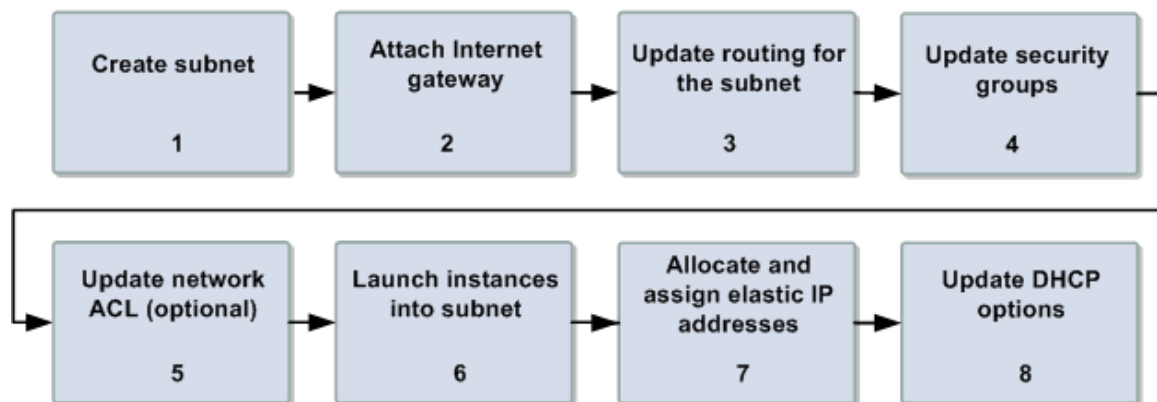 Create subnet
1
Attach Internet
gateway
2
Update routing for
the subnet
3
Update security
groups
4
Update network
ACL (optional)
5
Launch instances
into subnet
6
Allocate and
assign elastic IP
addresses
7
Update DHCP
options
8